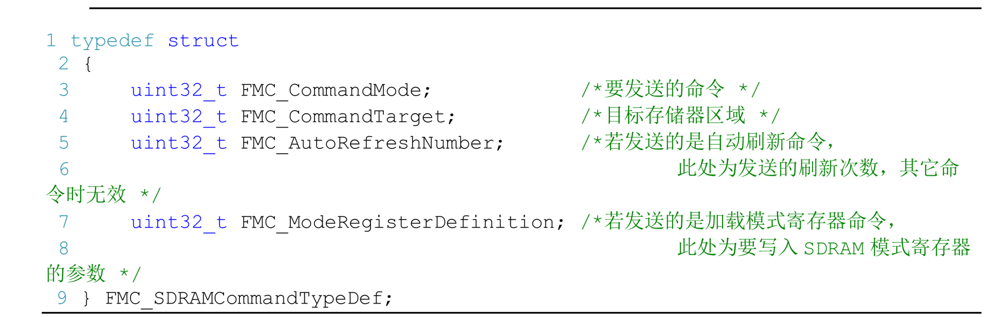 1 typedef struct
2 {
3 uint32_t FMC_CommandMode; /*要发送的命令 */
4 uint32_t FMC_CommandTarget; /*目标存储器区域 */
5 uint32_t FMC_AutoRefreshNumber; /*若发送的是自动刷新命令，
6 此处为发送的刷新次数，其它命
令时无效 */
7 uint32_t FMC_ModeRegisterDefinition; /*若发送的是加载模式寄存器命令，
8 此处为要写入 SDRAM 模式寄存器
的参数 */
9 } FMC_SDRAMCommandTypeDef;